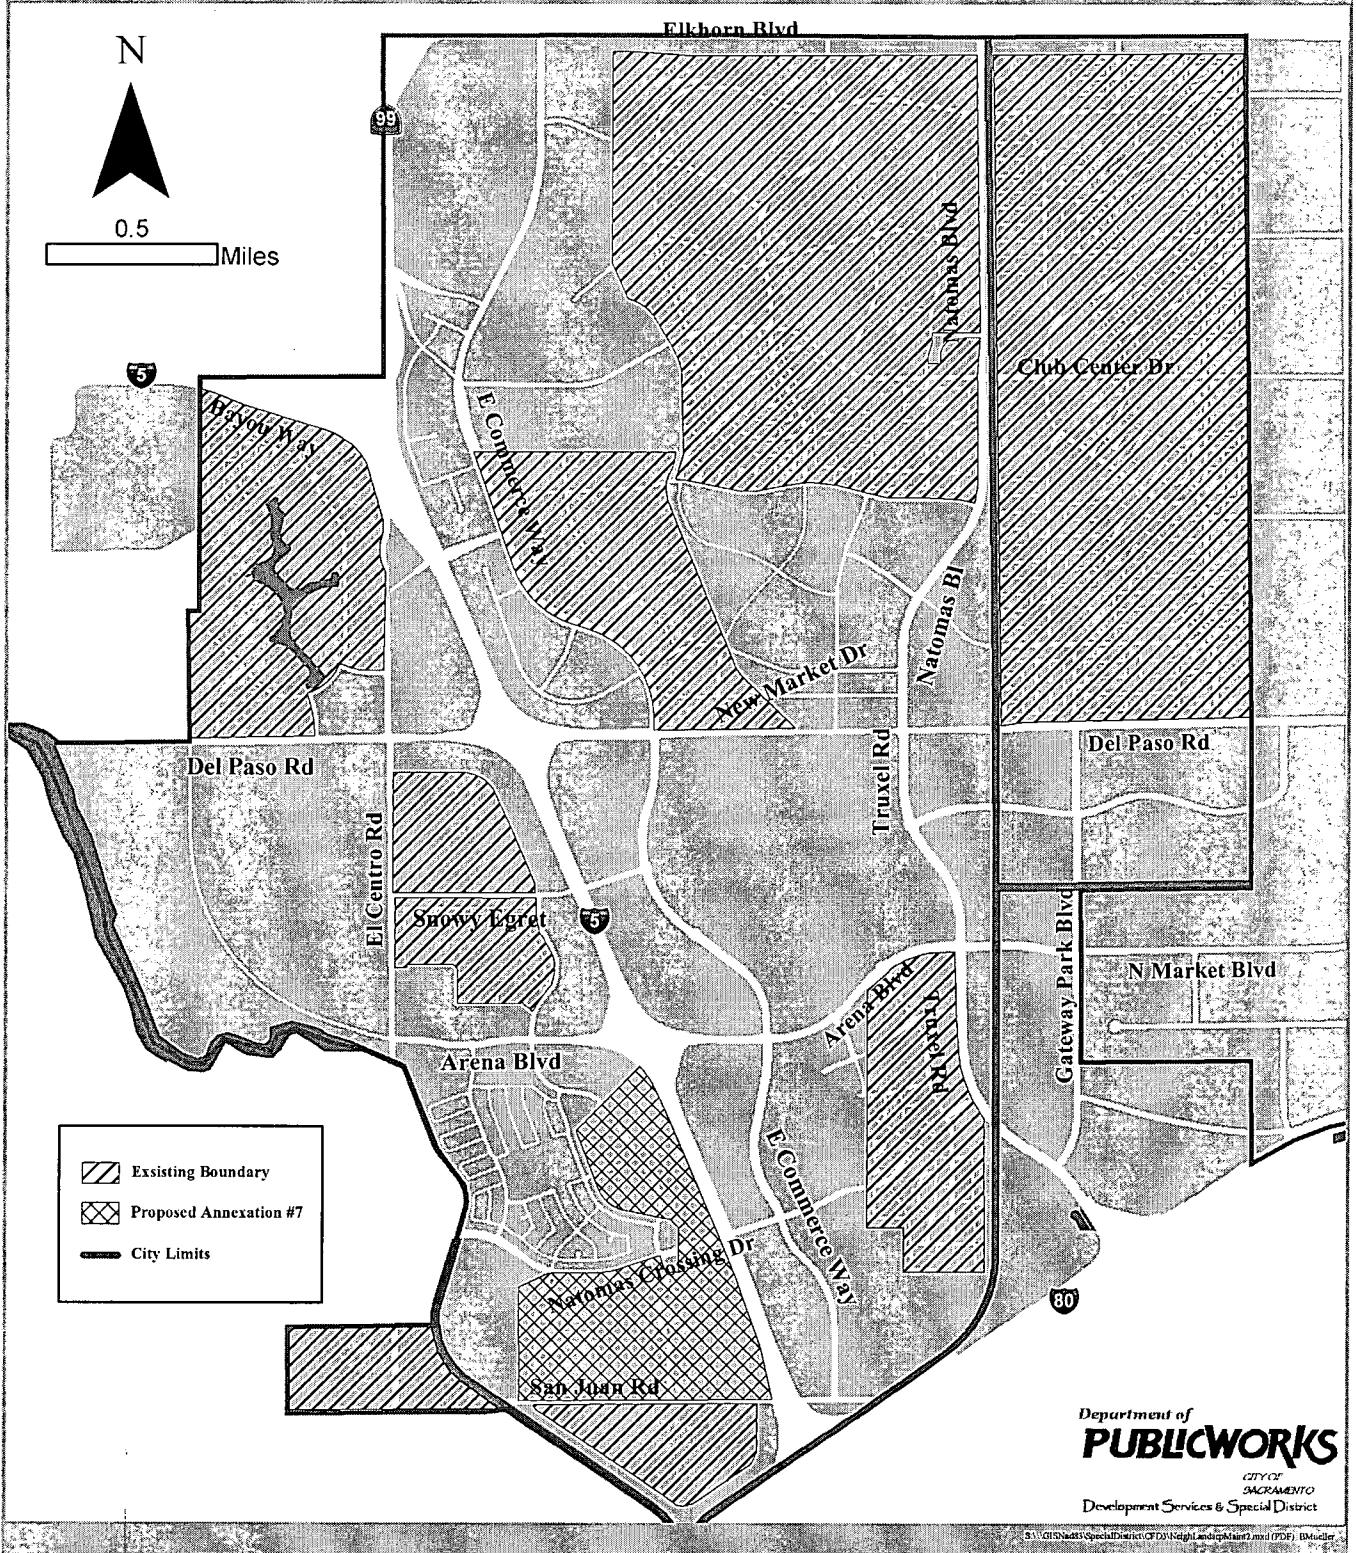 Elkhorn Blvd
N
99
0.5
Miles
Natomas Blvd
5
Club Center Dr
Bayou Way
E Commerce Way
Natomas Bl
New Market Dr
Del Paso Rd
Truxel Rd
Del Paso Rd
El Centro Rd
Snowy Egret
5
Gateway Park Blvd
N Market Blvd
Arena Blvd
Truxel Rd
Arena Blvd
E Commerce Way
Exsisting Boundary
Proposed Annexation #7
City Limits
Natomas Crossing Dr
80
San Juan Rd
Department of
PUBLIC WORKS
CITY OF
SACRAMENTO
Development Services & Special District